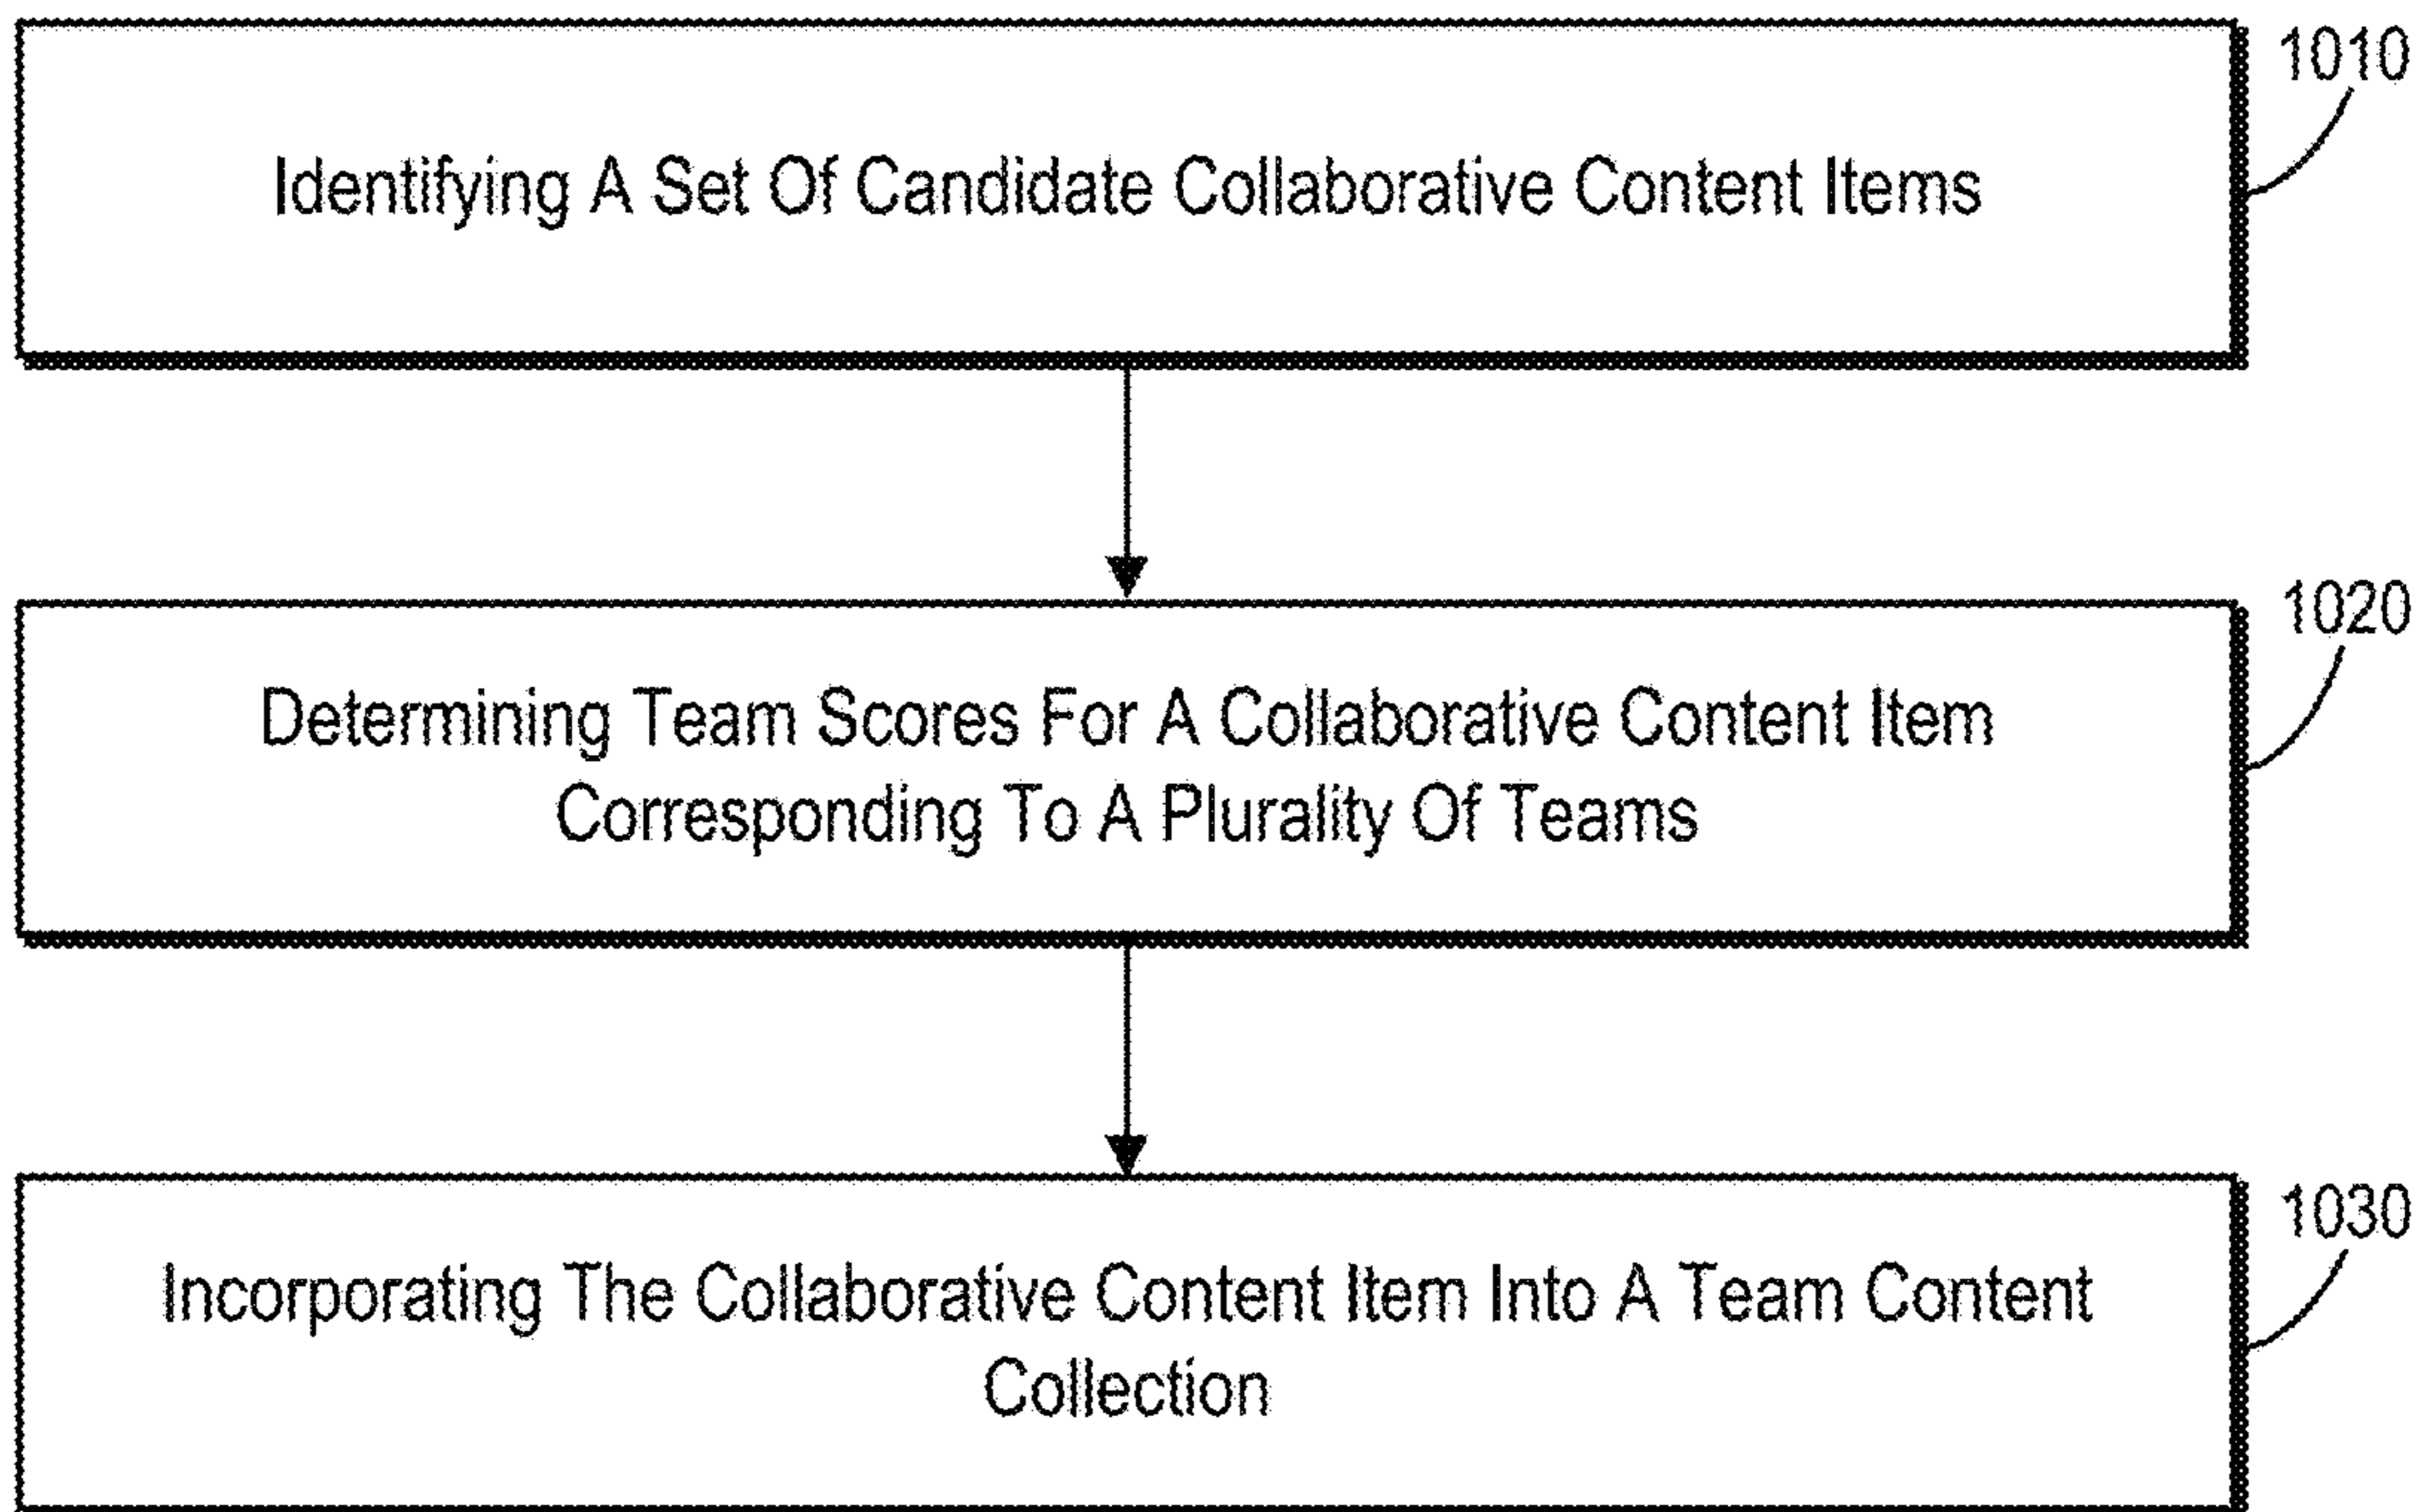 1010
Identifying A Set Of Candidate Collaborative Content Items
1020
Determining Team Scores For A Collaborative Content Item
Corresponding To A Plurality Of Teams
1030
Incorporating The Collaborative Content Item Into A Team Content
Collection